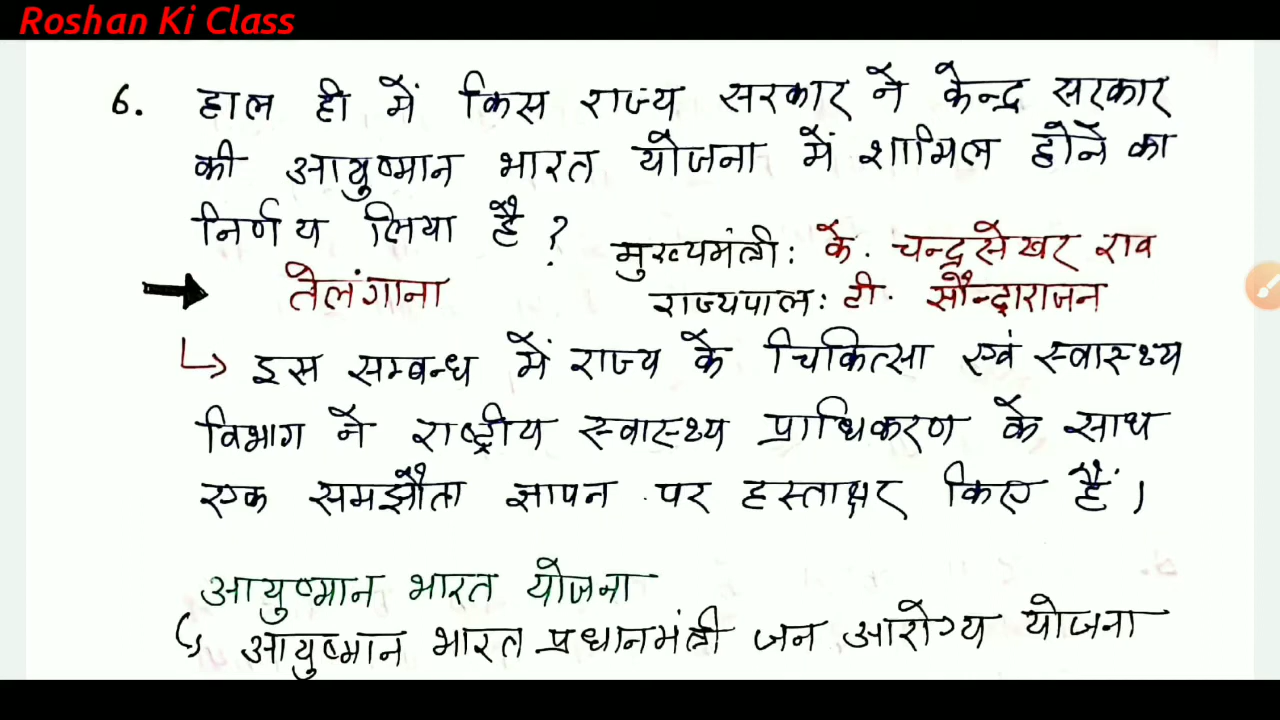 Roshan Ki Class
6. हाल ही में किस राज्य सरकार ने केन्द्र सरकार
की आयुष्मान भारत योजना में शामिल होने का
निर्णय लिया है ?
मुख्यमंत्री: के. चन्द्रसेखर राव
→ तेलंगाना
राज्यपाल: टी. सौन्द्राराजन
↳ इस सम्बन्ध में राज्य के चिकित्सा एवं स्वास्थ्य
विभाग ने राष्ट्रीय स्वास्थ्य प्राधिकरण के साथ
एक समझौता ज्ञापन पर हस्ताक्षर किए हैं।
आयुष्मान भारत योजना
↳ आयुष्मान भारत प्रधानमंत्री जन आरोग्य योजना